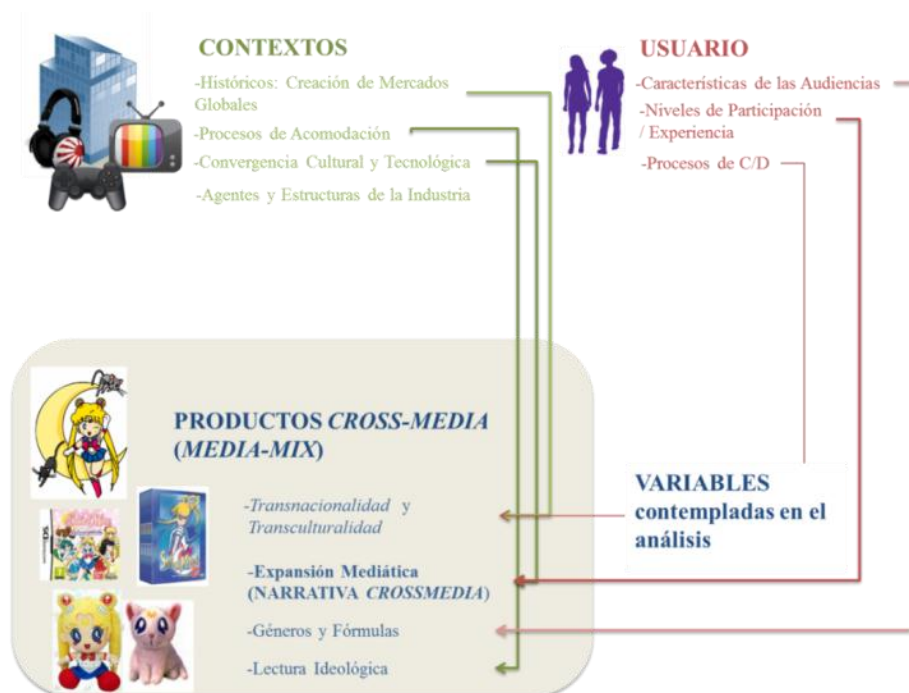 CONTEXTOS
-Históricos: Creación de Mercados
Globales
-Procesos de Acomodación
-Convergencia Cultural y Tecnológica
-Agentes y Estructuras de la Industria
USUARIO
-Características de las Audiencias
-Niveles de Participación
/ Experiencia
-Procesos de C/D
PRODUCTOS CROSS-MEDIA
(MEDIA-MIX)
-Transnacionalidad y
Transculturalidad
-Expansión Mediática
(NARRATIVA CROSSMEDIA)
-Géneros y Fórmulas
-Lectura Ideológica
VARIABLES
contempladas en el
análisis